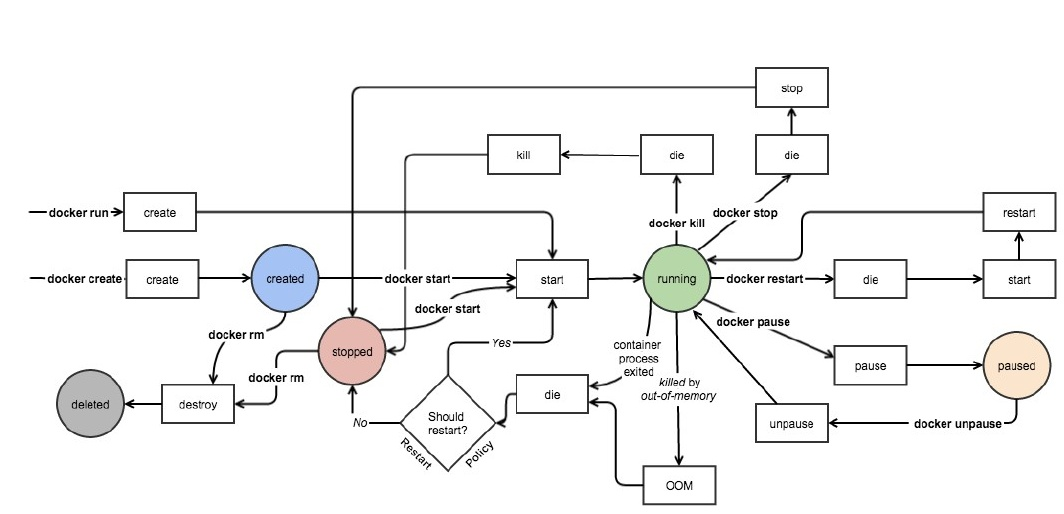 stop
kill
die
die
docker run
create
docker kill
docker stop
restart
docker create
create
created
docker start
start
running
docker restart
die
start
docker start
docker rm
stopped
Yes
container
process
exited
docker pause
pause
paused
docker rm
killed by
out-of-memory
deleted
destroy
die
No
Should
restart?
Restart
Policy
unpause
docker unpause
OOM